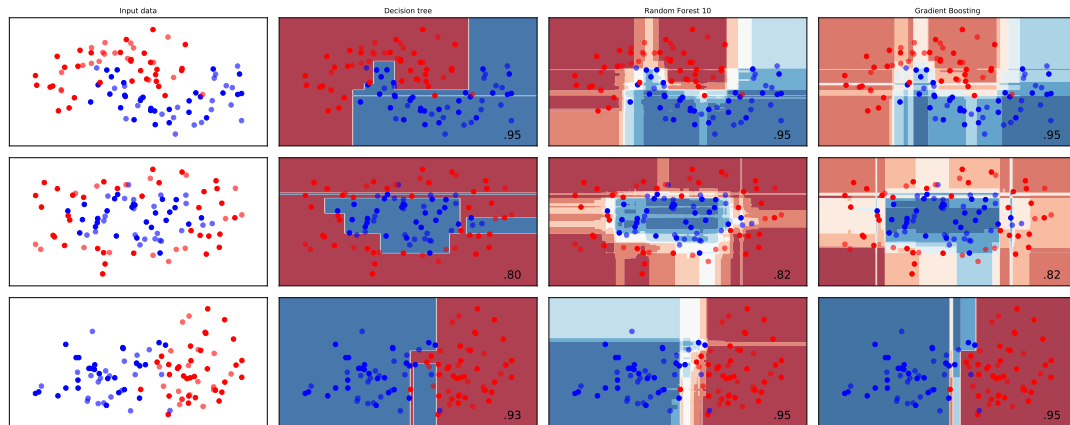 Input data
Decision tree
Random Forest 10
Gradient Boosting
.95
.95
.95
.80
.82
.82
.93
.95
.95